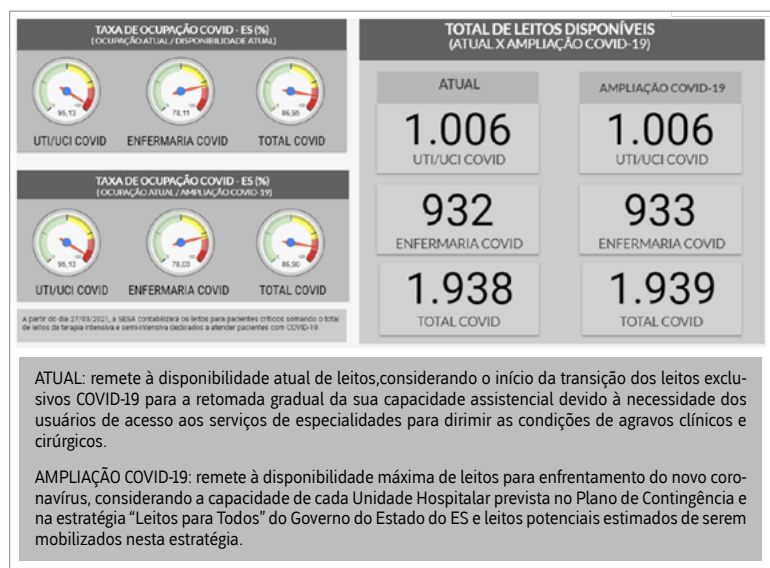 TAXA DE OCUPAÇÃO COVID - ES (%)
(OCUPAÇÃO ATUAL / DISPONIBILIDADE ATUAL)
95,13
78,11
86,95
UTI/UCI COVID ENFERMARIA COVID TOTAL COVID
TAXA DE OCUPAÇÃO COVID - ES (%)
(OCUPAÇÃO ATUAL / AMPLIAÇÃO COVID-19)
95,13
78,03
86,90
UTI/UCI COVID ENFERMARIA COVID TOTAL COVID
A partir do dia 27/03/2021, a SESA contabilizará os leitos para pacientes críticos somando o total
de leitos de terapia intensiva e semi-intensiva dedicados a atender pacientes com COVID-19.
TOTAL DE LEITOS DISPONÍVEIS
(ATUAL X AMPLIAÇÃO COVID-19)
ATUAL
AMPLIAÇÃO COVID-19
1.006
UTI/UCI COVID
1.006
UTI/UCI COVID
932
ENFERMARIA COVID
933
ENFERMARIA COVID
1.938
TOTAL COVID
1.939
TOTAL COVID
ATUAL: remete à disponibilidade atual de leitos,considerando o início da transição dos leitos exclu-
sivos COVID-19 para a retomada gradual da sua capacidade assistencial devido à necessidade dos
usuários de acesso aos serviços de especialidades para dirimir as condições de agravos clínicos e
cirúrgicos.
AMPLIAÇÃO COVID-19: remete à disponibilidade máxima de leitos para enfrentamento do novo coro-
navírus, considerando a capacidade de cada Unidade Hospitalar prevista no Plano de Contingência e
na estratégia “Leitos para Todos” do Governo do Estado do ES e leitos potenciais estimados de serem
mobilizados nesta estratégia.